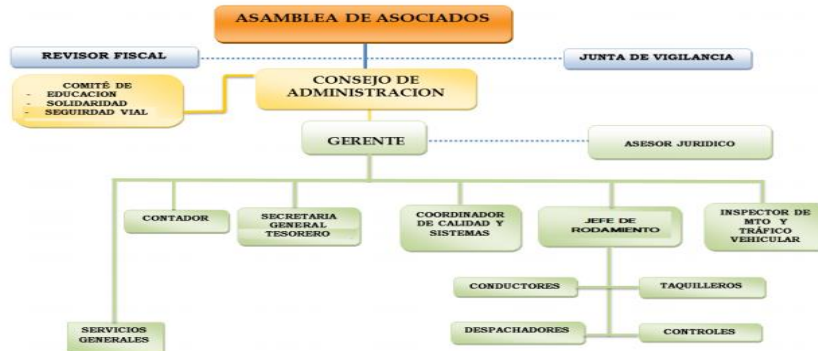 ASAMBLEA DE ASOCIADOS
REVISOR FISCAL
JUNTA DE VIGILANCIA
COMITÉ DE
- EDUCACION
- SOLIDARIDAD
- SEGUIRDAD VIAL
CONSEJO DE
ADMINISTRACION
GERENTE
ASESOR JURIDICO
CONTADOR
SECRETARIA
GENERAL
TESORERO
COORDINADOR
DE CALIDAD Y
SISTEMAS
JEFE DE
RODAMIENTO
INSPECTOR DE
MTO Y
TRÁFICO
VEHICULAR
CONDUCTORES
TAQUILLEROS
DESPACHADORES
CONTROLES
SERVICIOS
GENERALES